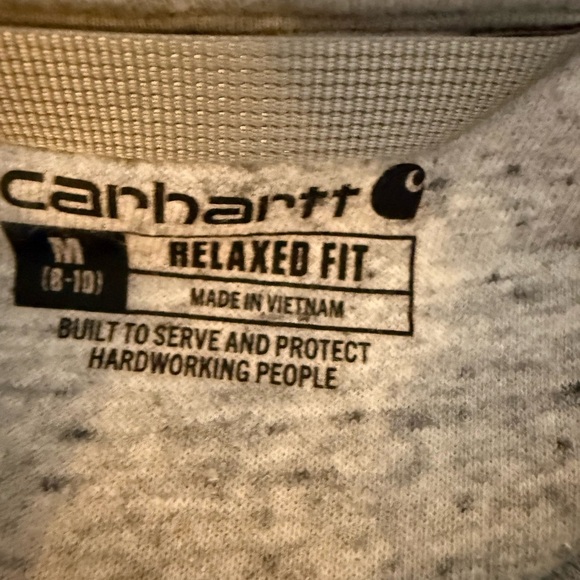 carhartt
M
(8-10)
RELAXED FIT
MADE IN VIETNAM
BUILT TO SERVE AND PROTECT
HARDWORKING PEOPLE